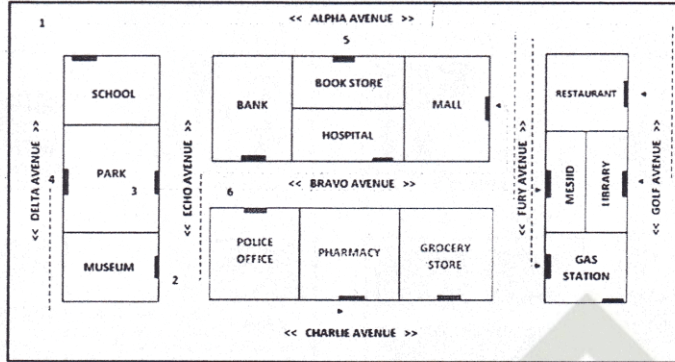 1
<< ALPHA AVENUE >>
5
SCHOOL
BANK
BOOK STORE
MALL
HOSPITAL
RESTAURANT
<< DELTA AVENUE >>
4
PARK
3
<< ECHO AVENUE >>
6
<< BRAVO AVENUE >>
<< FURY AVENUE >>
MESJID
LIBRARY
<< GOLF AVENUE >>
MUSEUM
2
POLICE
OFFICE
PHARMACY
GROCERY
STORE
GAS
STATION
<< CHARLIE AVENUE >>